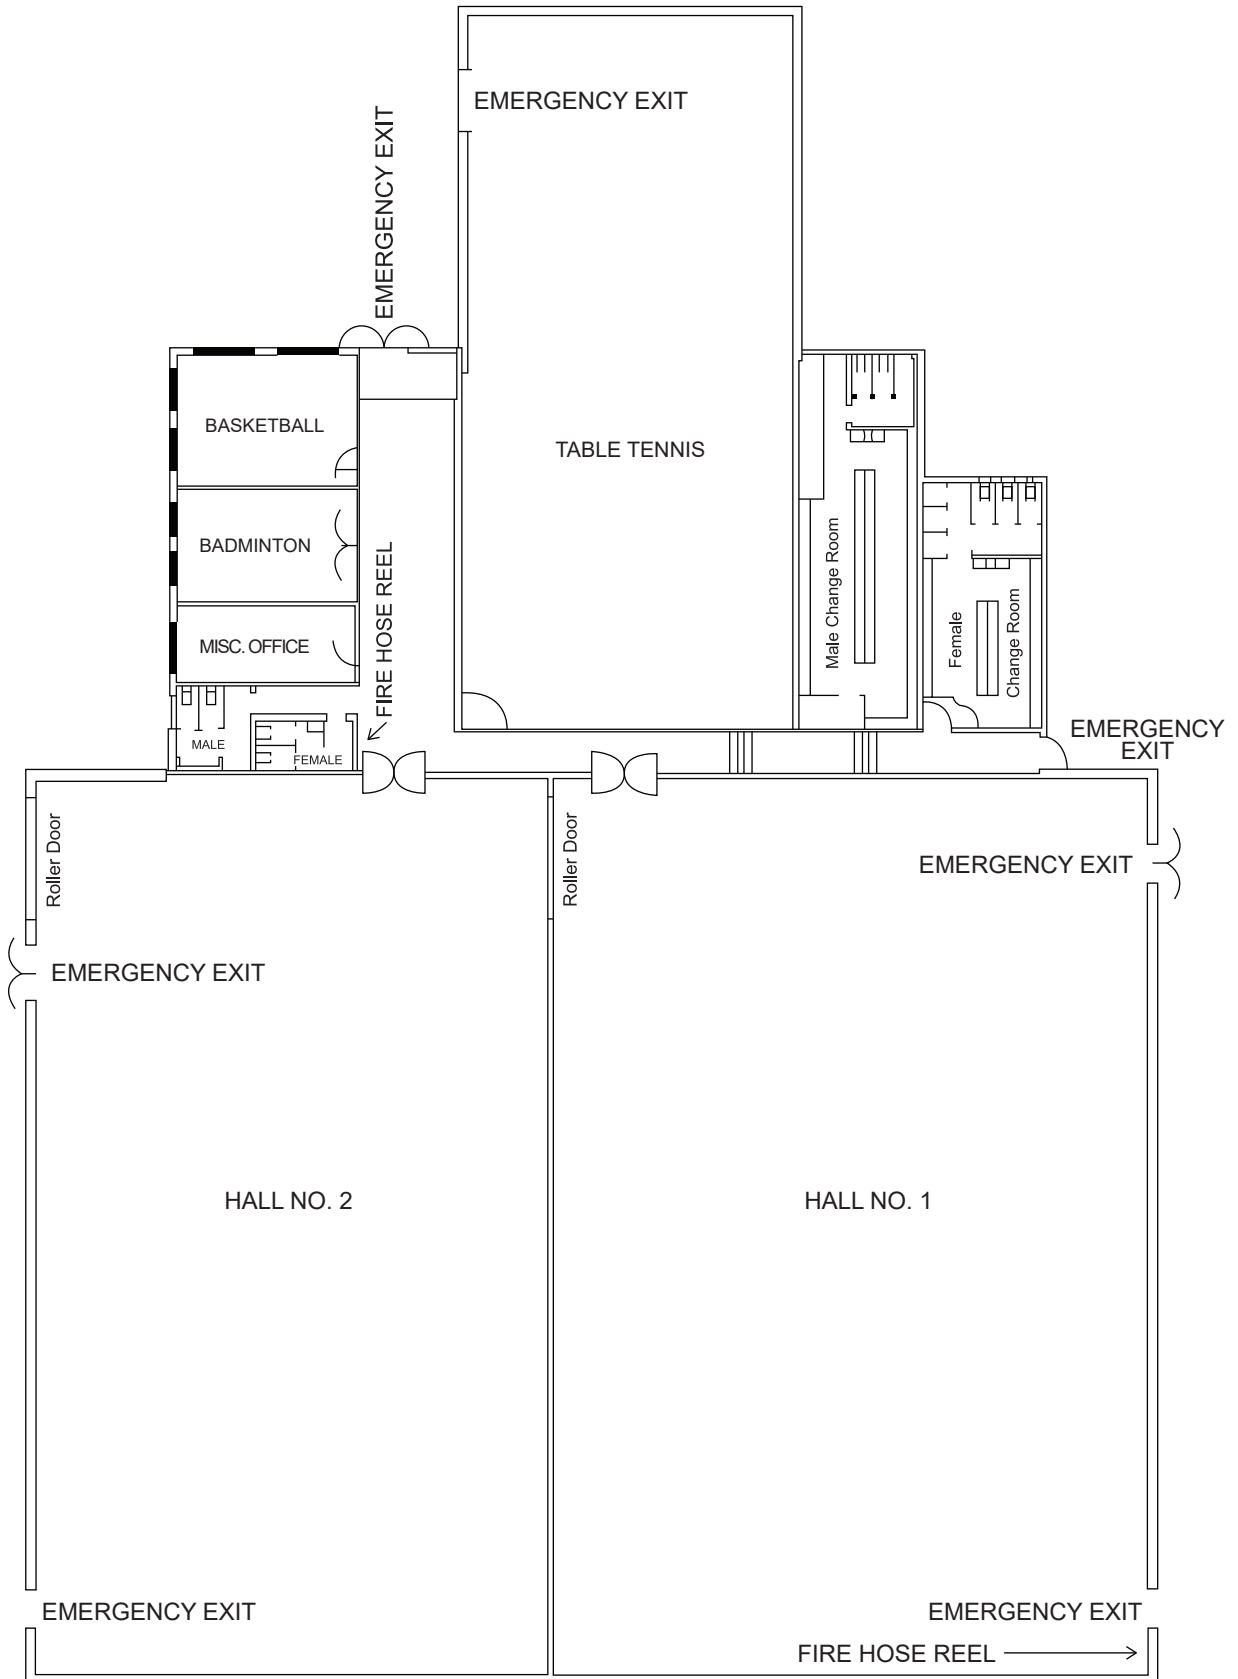 EMERGENCY EXIT
EMERGENCY EXIT
BASKETBALL
TABLE TENNIS
BADMINTON
FIRE HOSE REEL
Male Change Room
Female
Change Room
MISC. OFFICE
MALE
FEMALE
EMERGENCY
EXIT
Roller Door
Roller Door
EMERGENCY EXIT
EMERGENCY EXIT
HALL NO. 2
HALL NO. 1
EMERGENCY EXIT
EMERGENCY EXIT
FIRE HOSE REEL